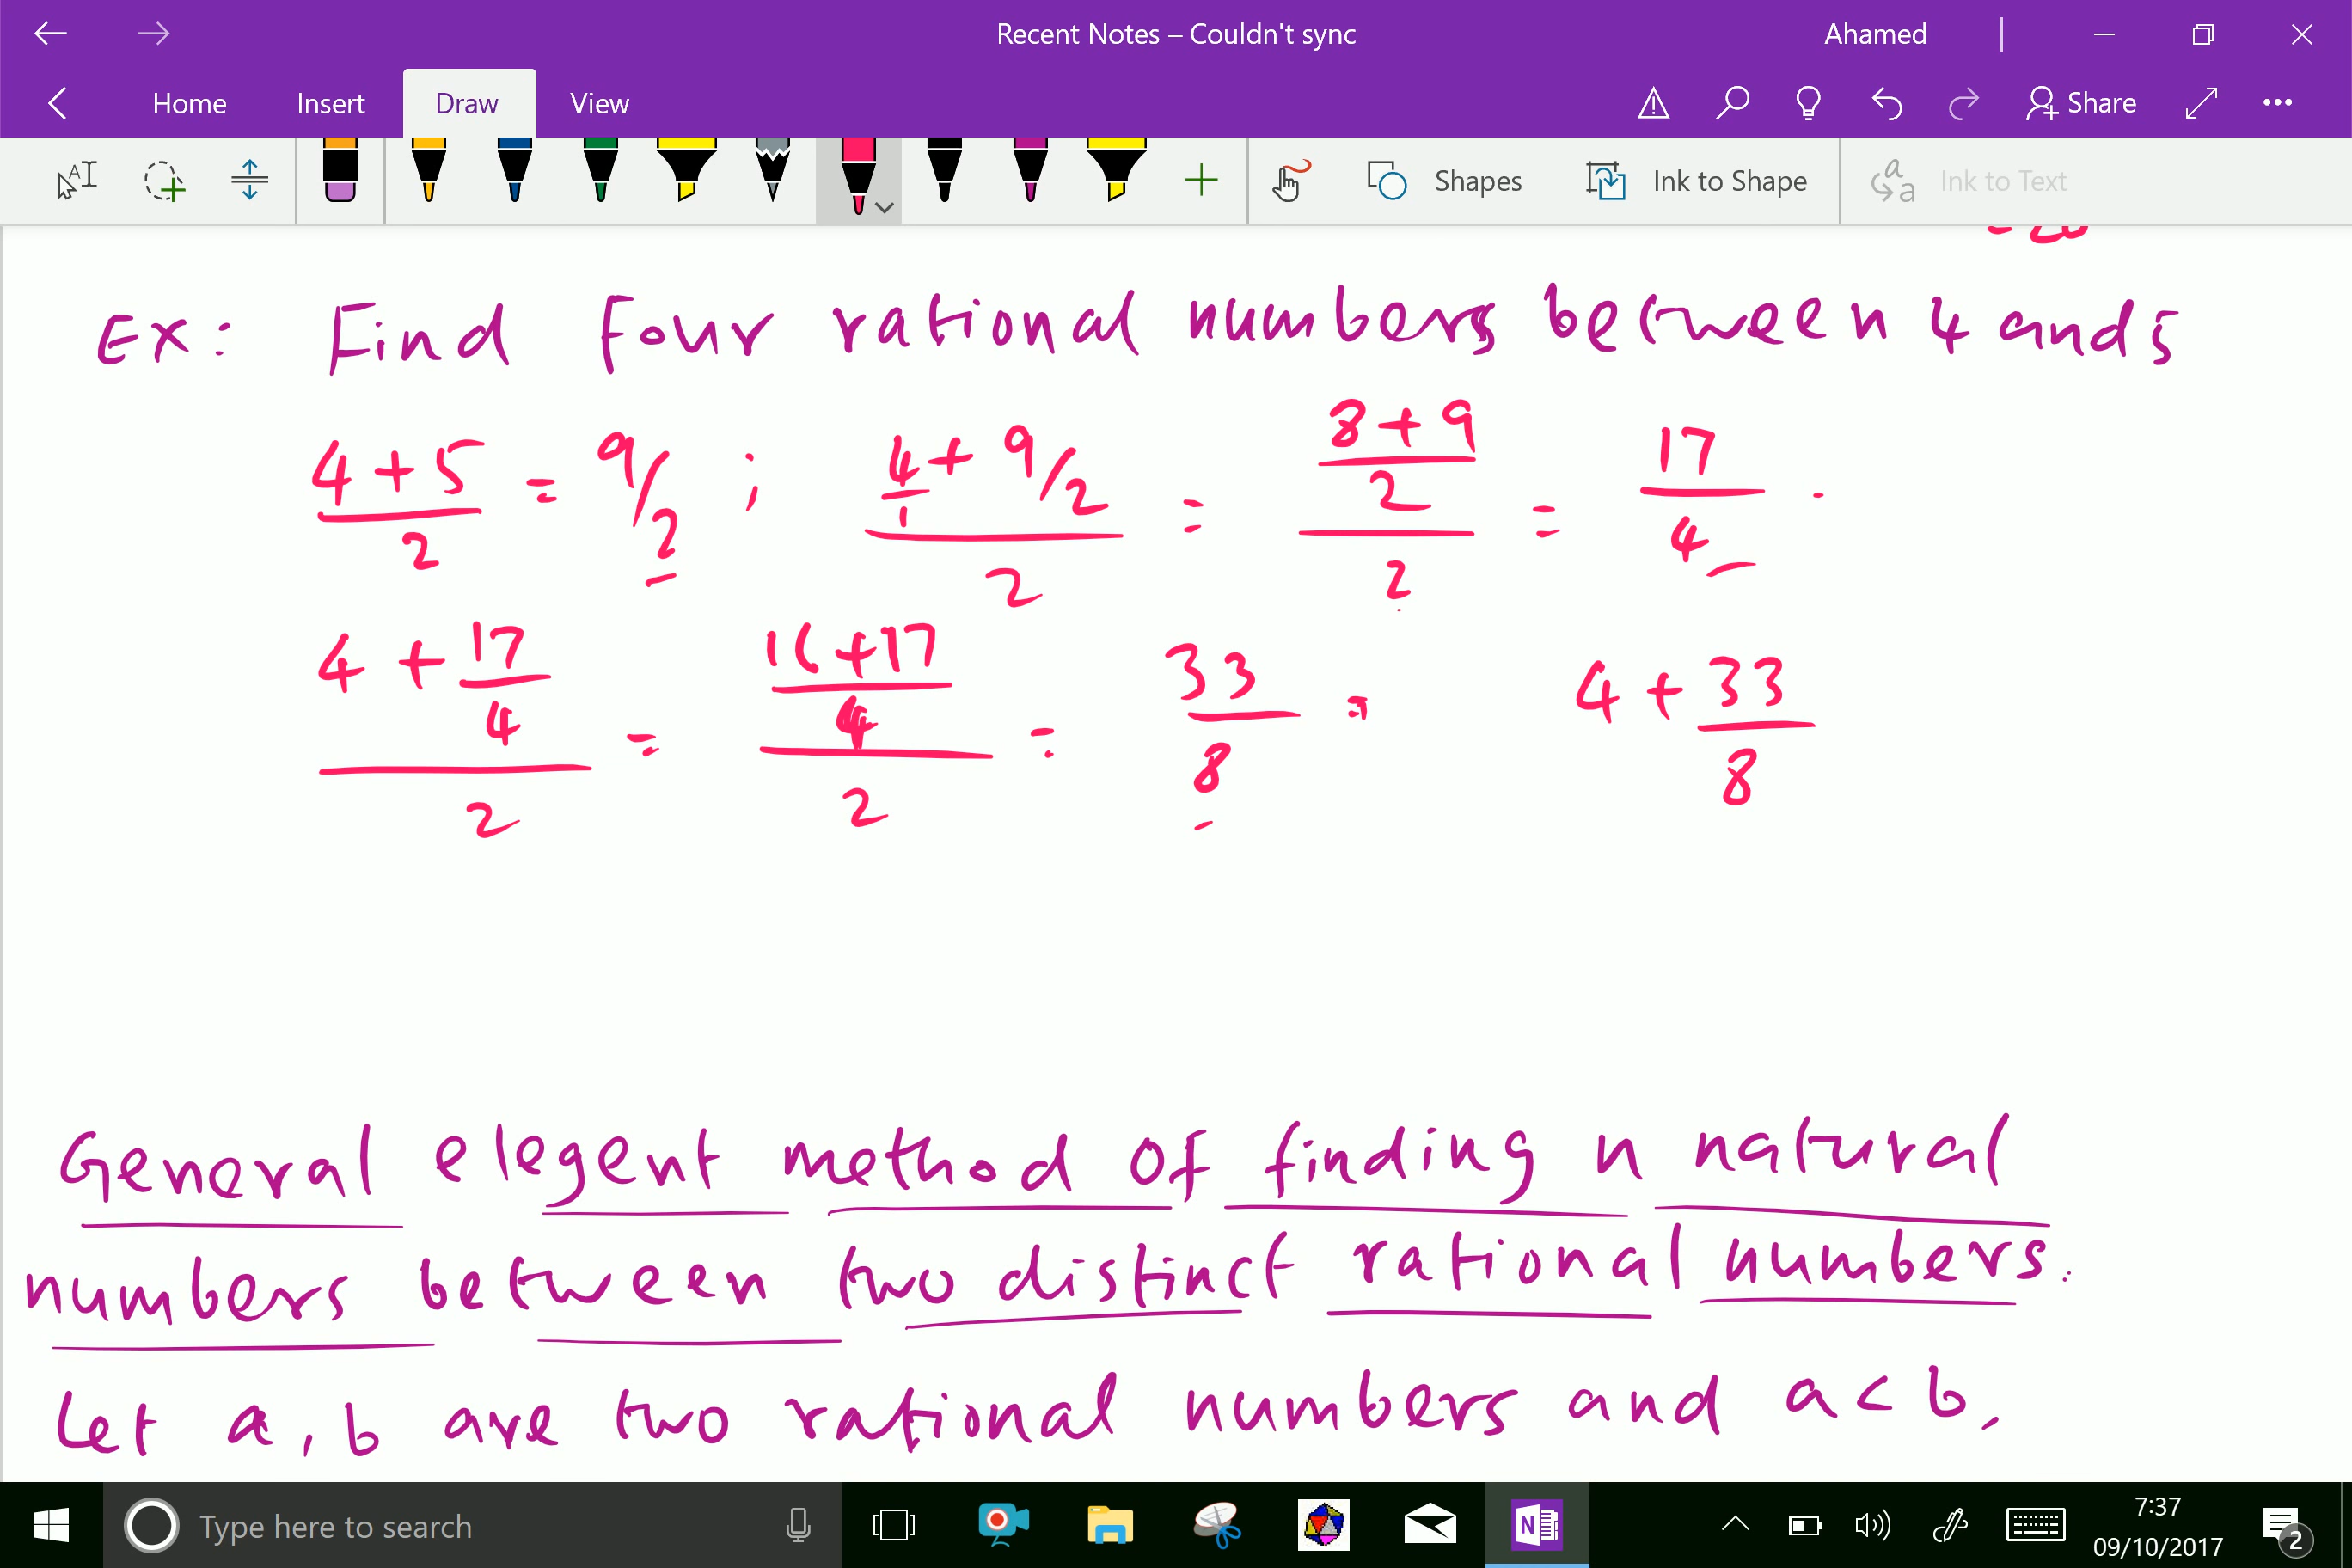 Recent Notes – Couldn't sync
Ahamed
Home Insert Draw View
Share
Shapes Ink to Shape Ink to Text
Ex: Find Four rational numbers between 4 and 5
(4+5)/2 = 9/2 ; (4/1 + 9/2)/2 = ((8+9)/2)/2 = 17/4 .
(4 + 17/4)/2 = ((16+17)/4)/2 = 33/8 = 4 + 33/8
General elegent method of finding n natural
numbers between two distinct rational numbers.
Let a, b are two rational numbers and a < b,
Type here to search
N
7:37
09/10/2017
2